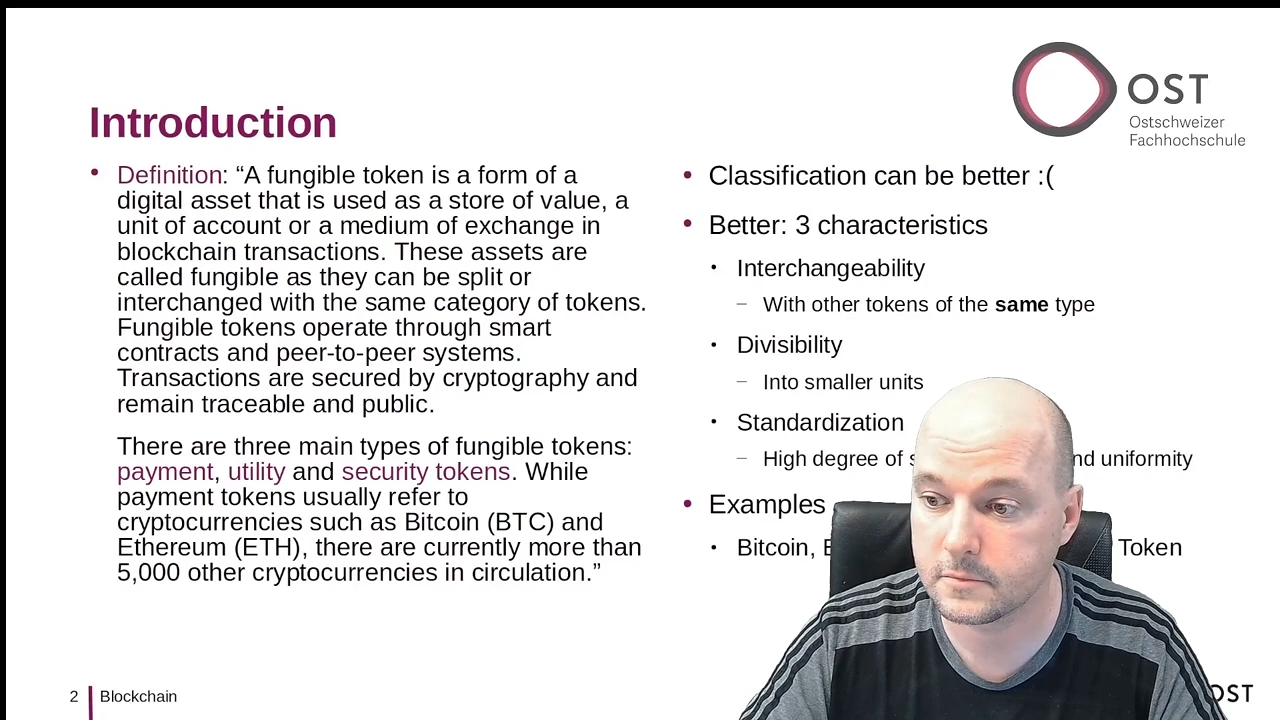 OST
Ostschweizer
Fachhochschule
Introduction
• Definition: “A fungible token is a form of a
digital asset that is used as a store of value, a
unit of account or a medium of exchange in
blockchain transactions. These assets are
called fungible as they can be split or
interchanged with the same category of tokens.
Fungible tokens operate through smart
contracts and peer-to-peer systems.
Transactions are secured by cryptography and
remain traceable and public.
There are three main types of fungible tokens:
payment, utility and security tokens. While
payment tokens usually refer to
cryptocurrencies such as Bitcoin (BTC) and
Ethereum (ETH), there are currently more than
5,000 other cryptocurrencies in circulation.”
• Classification can be better :(
• Better: 3 characteristics
• Interchangeability
– With other tokens of the same type
• Divisibility
– Into smaller units
• Standardization
– High degree of uniformity
• Examples
• Bitcoin, Token
2 Blockchain
OST